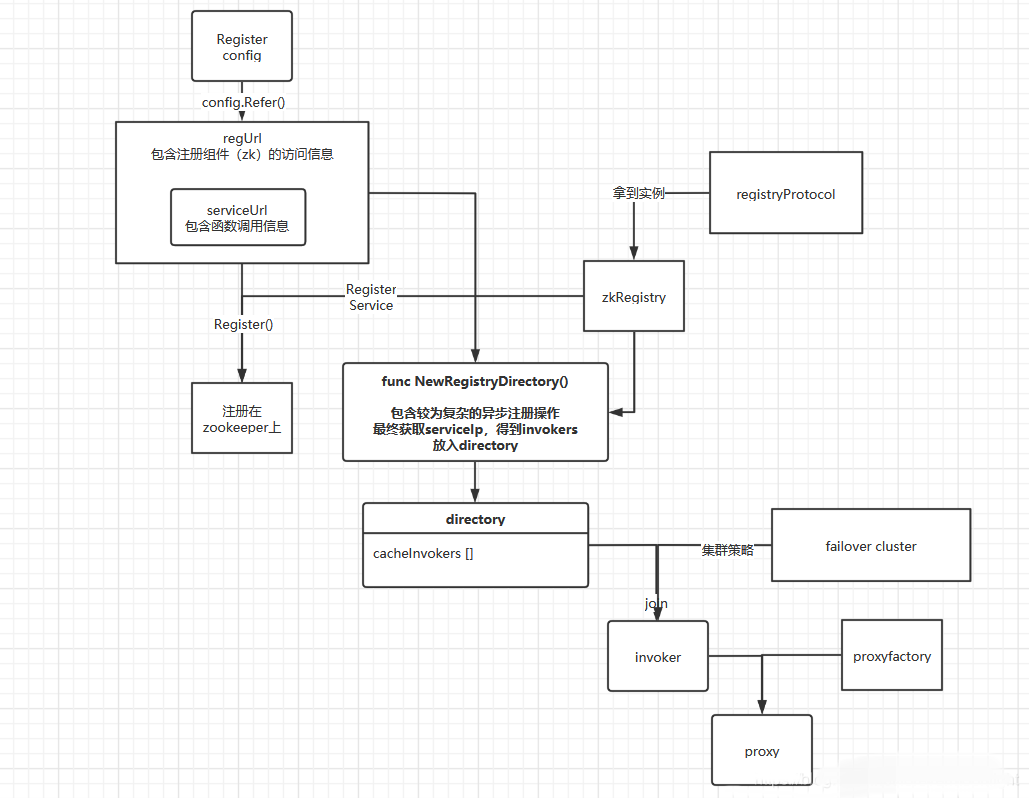 Register
config
config.Refer()
regUrl
包含注册组件（zk）的访问信息
serviceUrl
包含函数调用信息
拿到实例
registryProtocol
zkRegistry
Register
Service
Register()
注册在
zookeeper上
func NewRegistryDirectory()
包含较为复杂的异步注册操作
最终获取serviceIp，得到invokers
放入directory
directory
cacheInvokers []
集群策略
failover cluster
join
invoker
proxyfactory
proxy